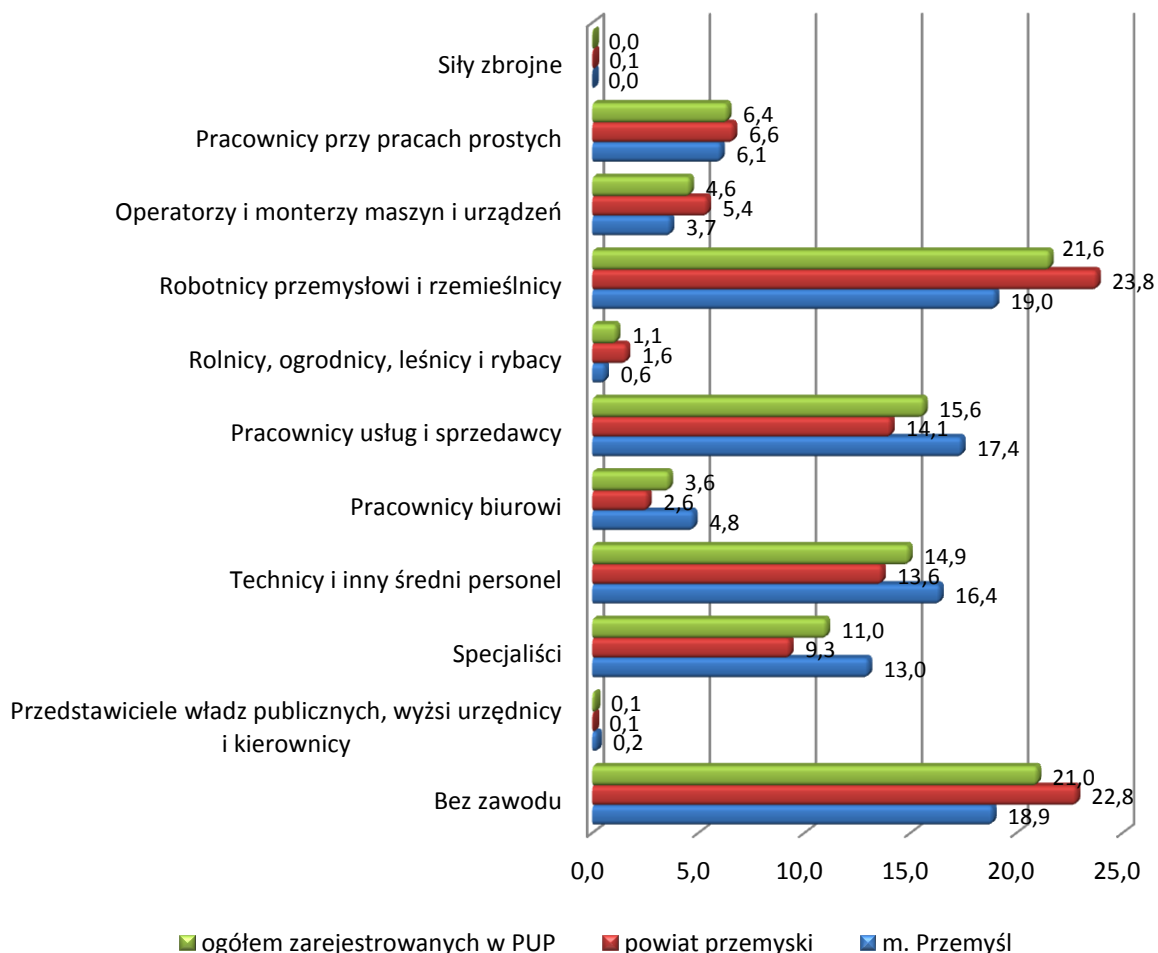 Siły zbrojne
0,0
0,1
0,0
Pracownicy przy pracach prostych
6,4
6,6
6,1
Operatorzy i monterzy maszyn i urządzeń
4,6
5,4
3,7
Robotnicy przemysłowi i rzemieślnicy
21,6
23,8
19,0
Rolnicy, ogrodnicy, leśnicy i rybacy
1,1
1,6
0,6
Pracownicy usług i sprzedawcy
15,6
14,1
17,4
Pracownicy biurowi
3,6
2,6
4,8
Technicy i inny średni personel
14,9
13,6
16,4
Specjaliści
11,0
9,3
13,0
Przedstawiciele władz publicznych, wyżsi urzędnicy
i kierownicy
0,1
0,1
0,2
Bez zawodu
21,0
22,8
18,9
0,0 5,0 10,0 15,0 20,0 25,0
ogółem zarejestrowanych w PUP powiat przemyski m. Przemyśl